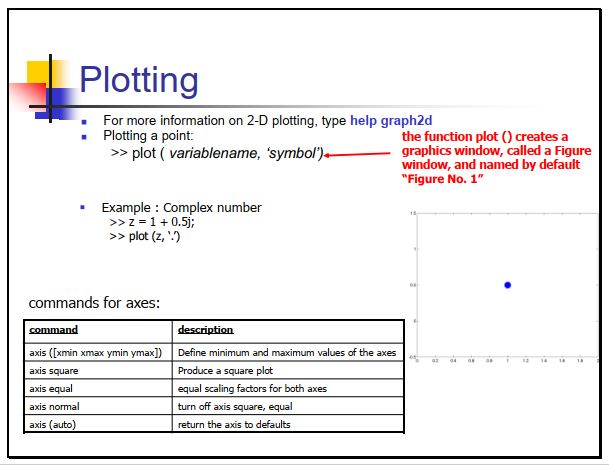 Plotting
For more information on 2-D plotting, type help graph2d
Plotting a point:
>> plot ( variablename, ‘symbol’)
the function plot () creates a
graphics window, called a Figure
window, and named by default
“Figure No. 1”
Example : Complex number
>> z = 1 + 0.5j;
>> plot (z, ‘.’)
commands for axes:
command description
axis ([xmin xmax ymin ymax]) Define minimum and maximum values of the axes
axis square Produce a square plot
axis equal equal scaling factors for both axes
axis normal turn off axis square, equal
axis (auto) return the axis to defaults
1.5
1
0.5
0
-0.5
0 0.2 0.4 0.6 0.8 1 1.2 1.4 1.6 1.8 2